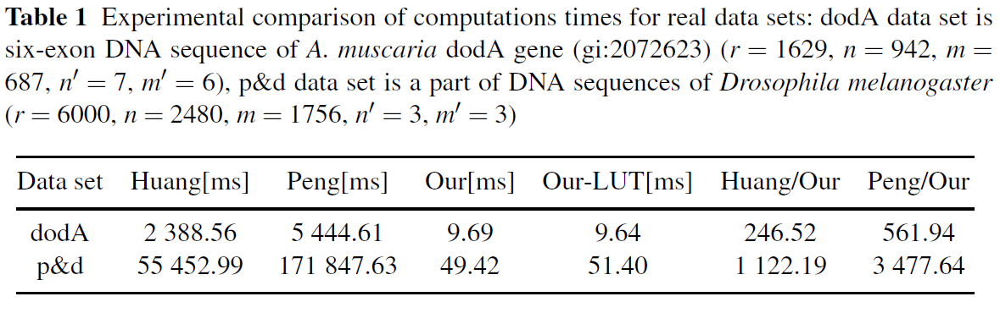 Table 1 Experimental comparison of computations times for real data sets: dodA data set is
six-exon DNA sequence of A. muscaria dodA gene (gi:2072623) (r = 1629, n = 942, m =
687, n′ = 7, m′ = 6), p&d data set is a part of DNA sequences of Drosophila melanogaster
(r = 6000, n = 2480, m = 1756, n′ = 3, m′ = 3)
Data set Huang[ms] Peng[ms] Our[ms] Our-LUT[ms] Huang/Our Peng/Our
dodA 2 388.56 5 444.61 9.69 9.64 246.52 561.94
p&d 55 452.99 171 847.63 49.42 51.40 1 122.19 3 477.64